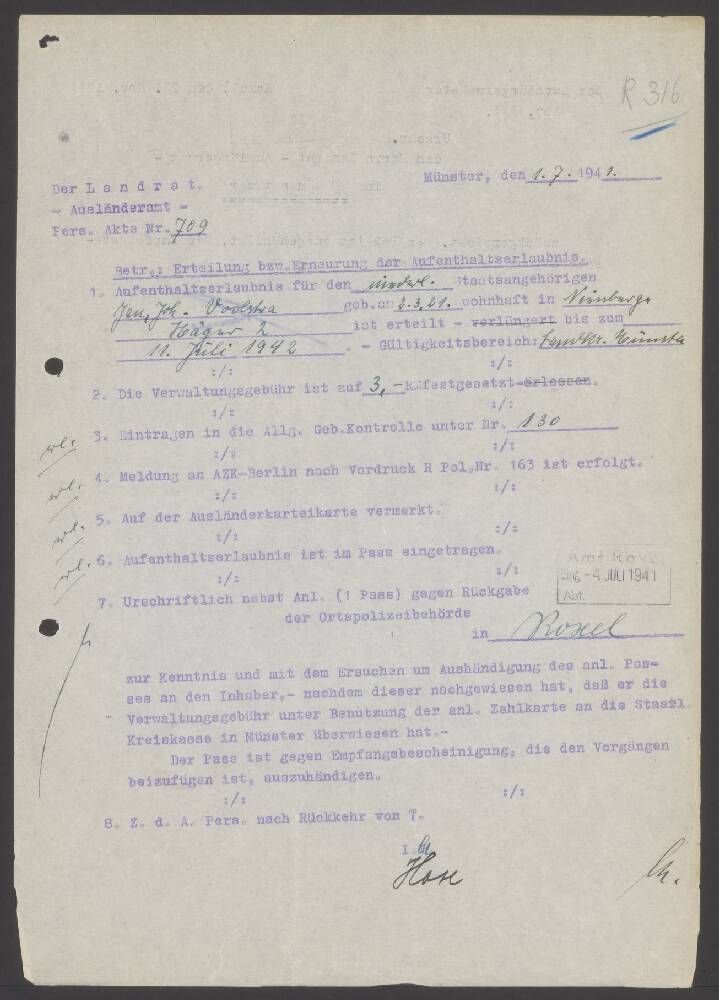 R 316
Münster, den 1.7. 1941.
Der L a n d r a t.
- Ausländeramt -
Pers. Akte Nr. 709
Betr.: Erteilung bzw.Erneurung der Aufenthaltserlaubnis.
1. Aufenthaltserlaubnis für den niederl. Staatsangehörigen
Jan, Joh. Voolstra geb.am 2.3.21. wohnhaft in Nienberge
Häger 2 ist erteilt - verlängert bis zum
11. Juli 1942. - Gültigkeitsbereich: Landkr. Münster
:/:
2. Die Verwaltungsgebühr ist auf 3,- RM festgesetzt-erlassen.
:/: :/:
3. Eintragen in die Allg. Geb.Kontrolle unter Nr. 130
:/: :/:
erl.
4. Meldung an AZK-Berlin nach Vordruck R Pol.Nr. 163 ist erfolgt.
:/: :/:
erl.
5. Auf der Ausländerkarteikarte vermerkt.
:/: :/:
erl.
6. Aufenthaltserlaubnis ist im Pass eingetragen.
:/: :/:
erl.
Amt Roxel
Eing. -4. JULI 1941
Abt.
7. Urschriftlich nebst Anl. (1 Pass) gegen Rückgabe
der Ortspolizeibehörde
in Roxel
zur Kenntnis und mit dem Ersuchen um Aushändigung des anl. Pas-
ses an den Inhaber,- nachdem dieser nachgewiesen hat, daß er die
Verwaltungsgebühr unter Benutzung der anl. Zahlkarte an die Staatl.
Kreiskasse in Münster überwiesen hat.-
Der Pass ist gegen Empfangsbescheinigung, die den Vorgängen
beizufügen ist, auszuhändigen.
:/: :/:
8. Z. d. A. Pers. nach Rückkehr von 7.